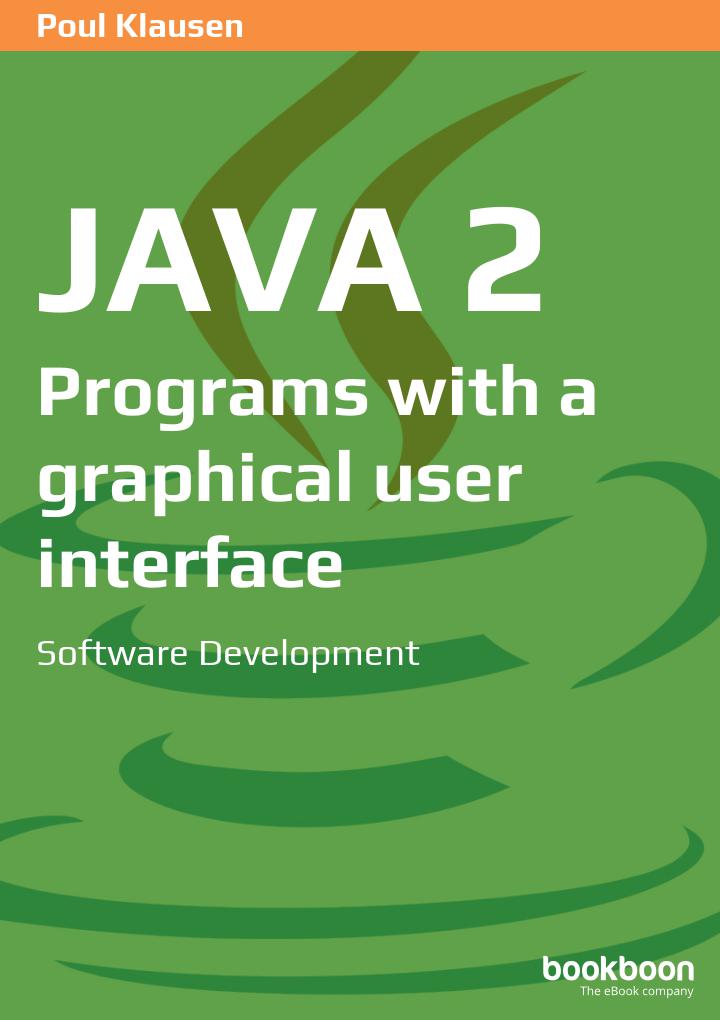 Poul Klausen
JAVA 2
Programs with a
graphical user
interface
Software Development
bookboon
The eBook company